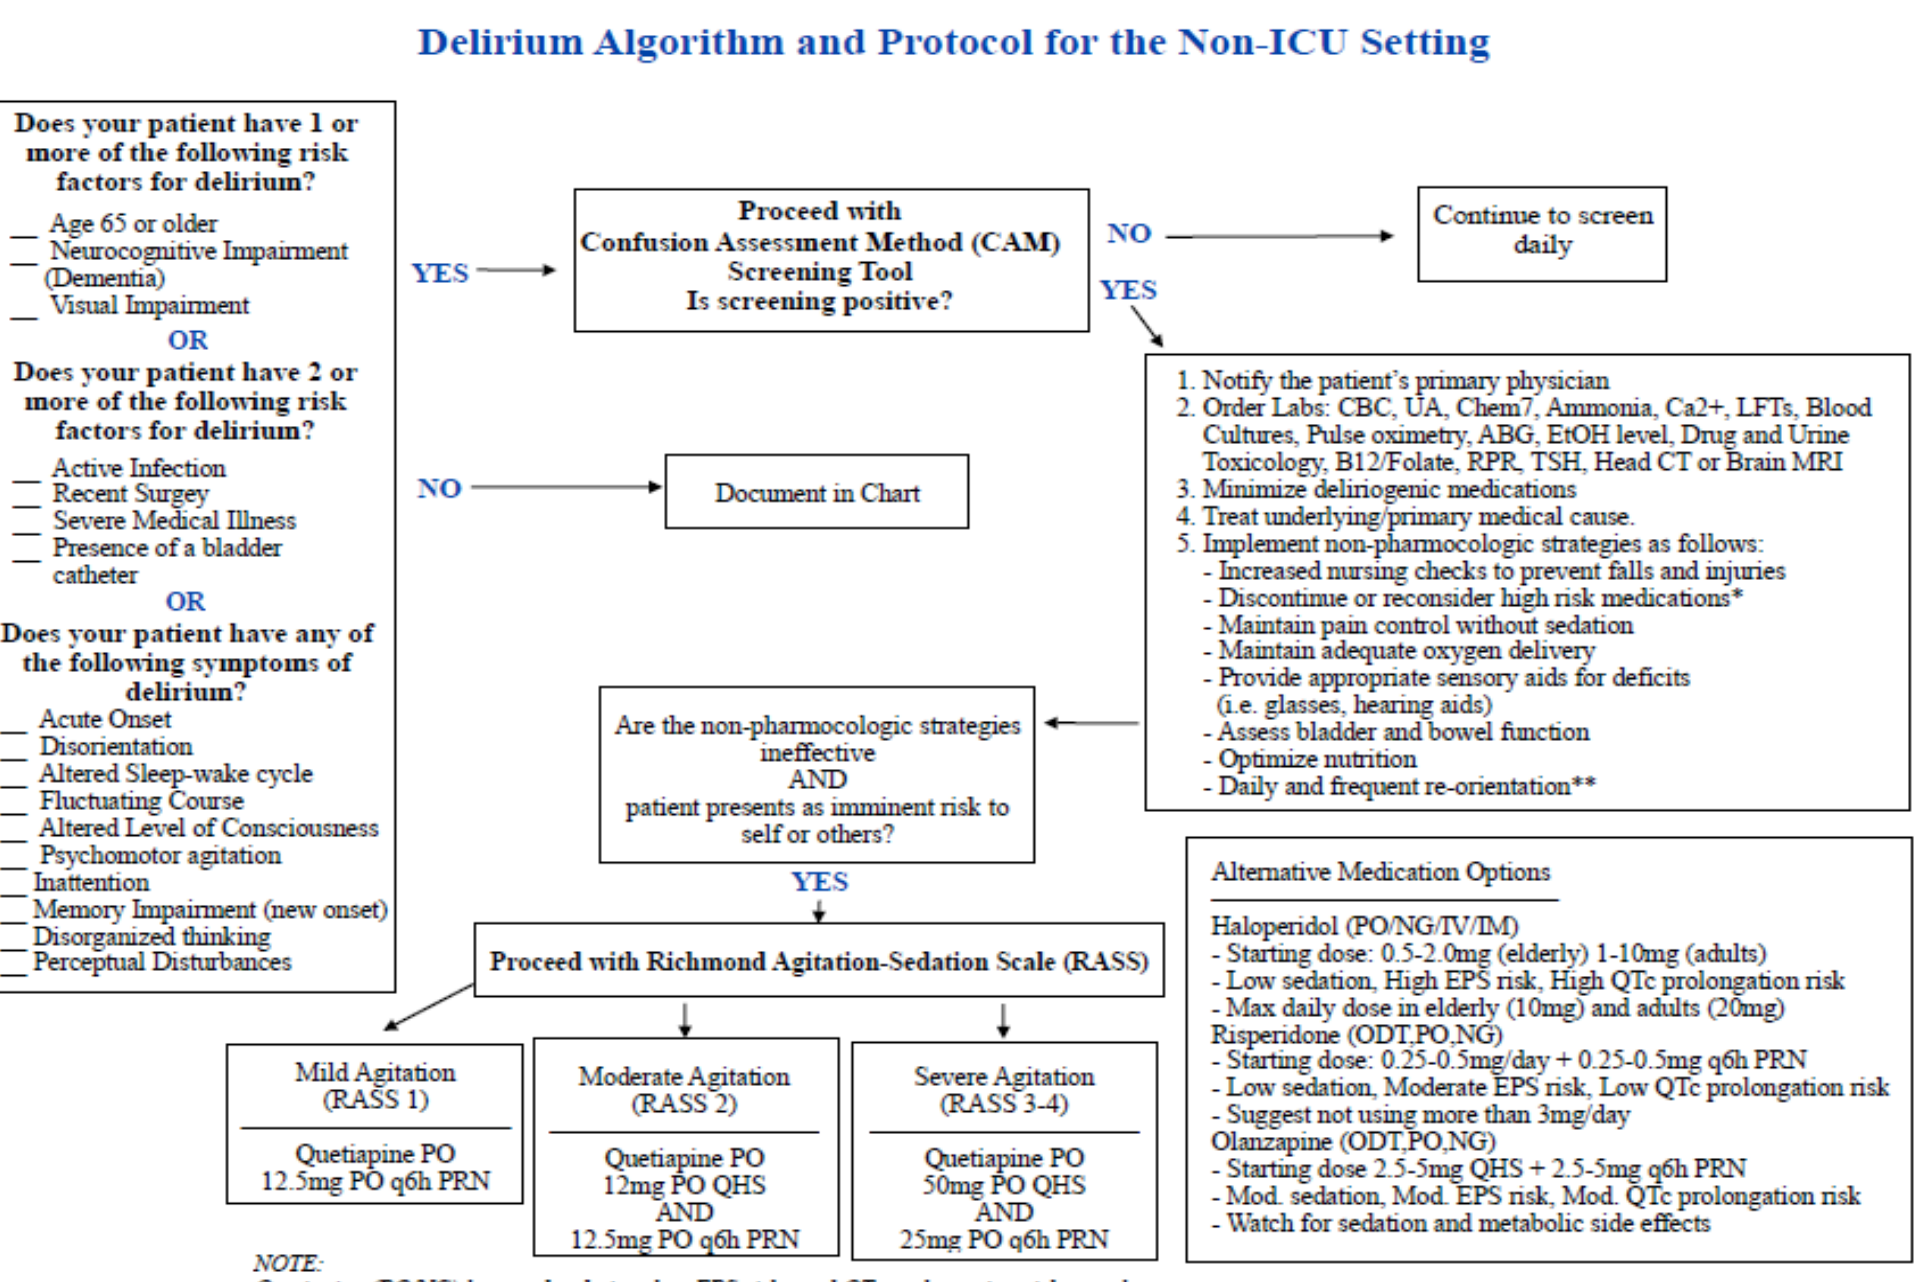 Delirium Algorithm and Protocol for the Non-ICU Setting
Does your patient have 1 or
more of the following risk
factors for delirium?
__ Age 65 or older
__ Neurocognitive Impairment
(Dementia)
__ Visual Impairment
OR
Does your patient have 2 or
more of the following risk
factors for delirium?
__ Active Infection
__ Recent Surgey
__ Severe Medical Illness
__ Presence of a bladder
catheter
OR
Does your patient have any of
the following symptoms of
delirium?
__ Acute Onset
__ Disorientation
__ Altered Sleep-wake cycle
__ Fluctuating Course
__ Altered Level of Consciousness
__ Psychomotor agitation
__ Inattention
__ Memory Impairment (new onset)
__ Disorganized thinking
__ Perceptual Disturbances
YES
Proceed with
Confusion Assessment Method (CAM)
Screening Tool
Is screening positive?
NO
Continue to screen
daily
YES
NO
Document in Chart
1. Notify the patient's primary physician
2. Order Labs: CBC, UA, Chem7, Ammonia, Ca2+, LFTs, Blood
Cultures, Pulse oximetry, ABG, EtOH level, Drug and Urine
Toxicology, B12/Folate, RPR, TSH, Head CT or Brain MRI
3. Minimize deliriogenic medications
4. Treat underlying/primary medical cause.
5. Implement non-pharmocologic strategies as follows:
- Increased nursing checks to prevent falls and injuries
- Discontinue or reconsider high risk medications*
- Maintain pain control without sedation
- Maintain adequate oxygen delivery
- Provide appropriate sensory aids for deficits
(i.e. glasses, hearing aids)
- Assess bladder and bowel function
- Optimize nutrition
- Daily and frequent re-orientation**
Are the non-pharmocologic strategies
ineffective
AND
patient presents as imminent risk to
self or others?
YES
Proceed with Richmond Agitation-Sedation Scale (RASS)
Mild Agitation
(RASS 1)
Quetiapine PO
12.5mg PO q6h PRN
Moderate Agitation
(RASS 2)
Quetiapine PO
12mg PO QHS
AND
12.5mg PO q6h PRN
Severe Agitation
(RASS 3-4)
Quetiapine PO
50mg PO QHS
AND
25mg PO q6h PRN
Alternative Medication Options
Haloperidol (PO/NG/IV/IM)
- Starting dose: 0.5-2.0mg (elderly) 1-10mg (adults)
- Low sedation, High EPS risk, High QTc prolongation risk
- Max daily dose in elderly (10mg) and adults (20mg)
Risperidone (ODT,PO,NG)
- Starting dose: 0.25-0.5mg/day + 0.25-0.5mg q6h PRN
- Low sedation, Moderate EPS risk, Low QTc prolongation risk
- Suggest not using more than 3mg/day
Olanzapine (ODT,PO,NG)
- Starting dose 2.5-5mg QHS + 2.5-5mg q6h PRN
- Mod. sedation, Mod. EPS risk, Mod. QTc prolongation risk
- Watch for sedation and metabolic side effects
NOTE: